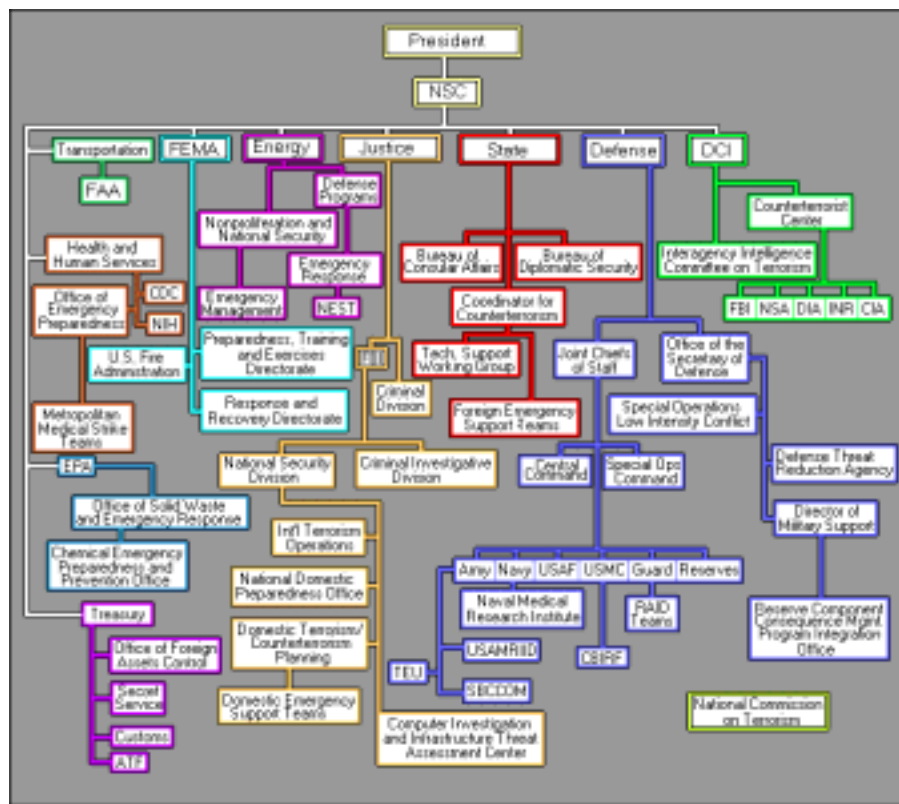 President
NSC
Transportation
FEMA
Energy
Justice
State
Defense
DCI
FAA
Defense
Programs
Counterterrorist
Center
Nonproliferation and
National Security
Health and
Human Services
Bureau of
Consular Affairs
Bureau of
Diplomatic Security
Interagency Intelligence
Committee on Terrorism
Emergency
Response
CDC
Office of
Emergency
Preparedness
Emergency
Management
NEST
Coordinator for
Counterterrorism
FBI
NSA
DIA
INR
CIA
NIH
Preparedness, Training
and Exercises
Directorate
U.S. Fire
Administration
Tech. Support
Working Group
Joint Chiefs
of Staff
Office of the
Secretary of
Defense
Criminal
Division
Response and
Recovery Directorate
Foreign Emergency
Support Teams
Special Operations
Low Intensity Conflict
Metropolitan
Medical Strike
Teams
EPA
National Security
Division
Criminal Investigative
Division
Central
Command
Special Ops
Command
Defense Threat
Reduction Agency
Office of Solid Waste
and Emergency Response
Director of
Military Support
Int'l Terrorism
Operations
Chemical Emergency
Preparedness and
Prevention Office
National Domestic
Preparedness Office
Army
Navy
USAF
USMC
Guard
Reserves
Naval Medical
Research Institute
RAID
Teams
Reserve Component
Consequence Mgmt.
Program Integration
Office
Treasury
Domestic Terrorism/
Counterterrorism
Planning
Office of Foreign
Assets Control
USAMRIID
CBIRF
TEU
SBCCOM
Secret
Service
Domestic Emergency
Support Teams
National Commission
on Terrorism
Computer Investigation
and Infrastructure Threat
Assessment Center
Customs
ATF